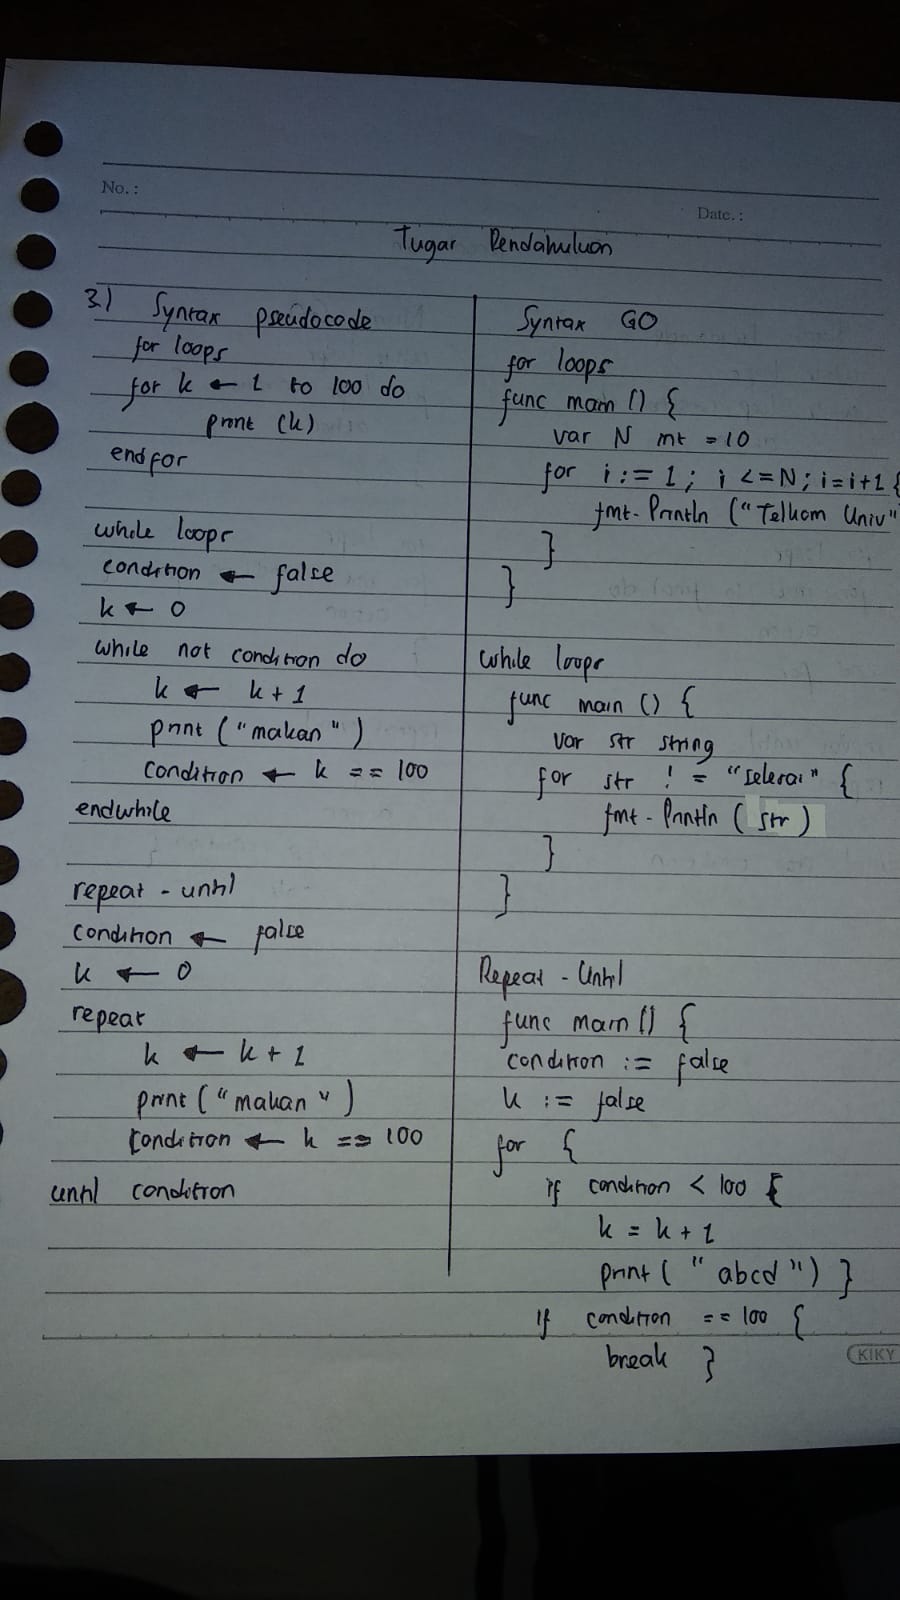 No. :
Date. :
Tugas Pendahuluan
3) Syntax pseudocode
for loops
for k ← 1 to 100 do
print (k)
endfor
while loops
condition ← false
k ← 0
while not condition do
k ← k + 1
print ("makan")
condition ← k == 100
endwhile
repeat - until
condition ← false
k ← 0
repeat
k ← k + 1
print ("makan")
condition ← k == 100
until condition
Syntax GO
for loops
func main () {
var N int = 10
for i := 1 ; i <= N ; i = i + 1 {
fmt. Println ("Telkom Univ"
}
}
while loops
func main () {
var str string
for str != "selesai" {
fmt. Println ( str )
}
}
Repeat - Until
func main () {
condition := false
k := false
for {
if condition < 100 {
k = k + 1
print ( "abcd") }
if condition == 100 {
break }
KIKY